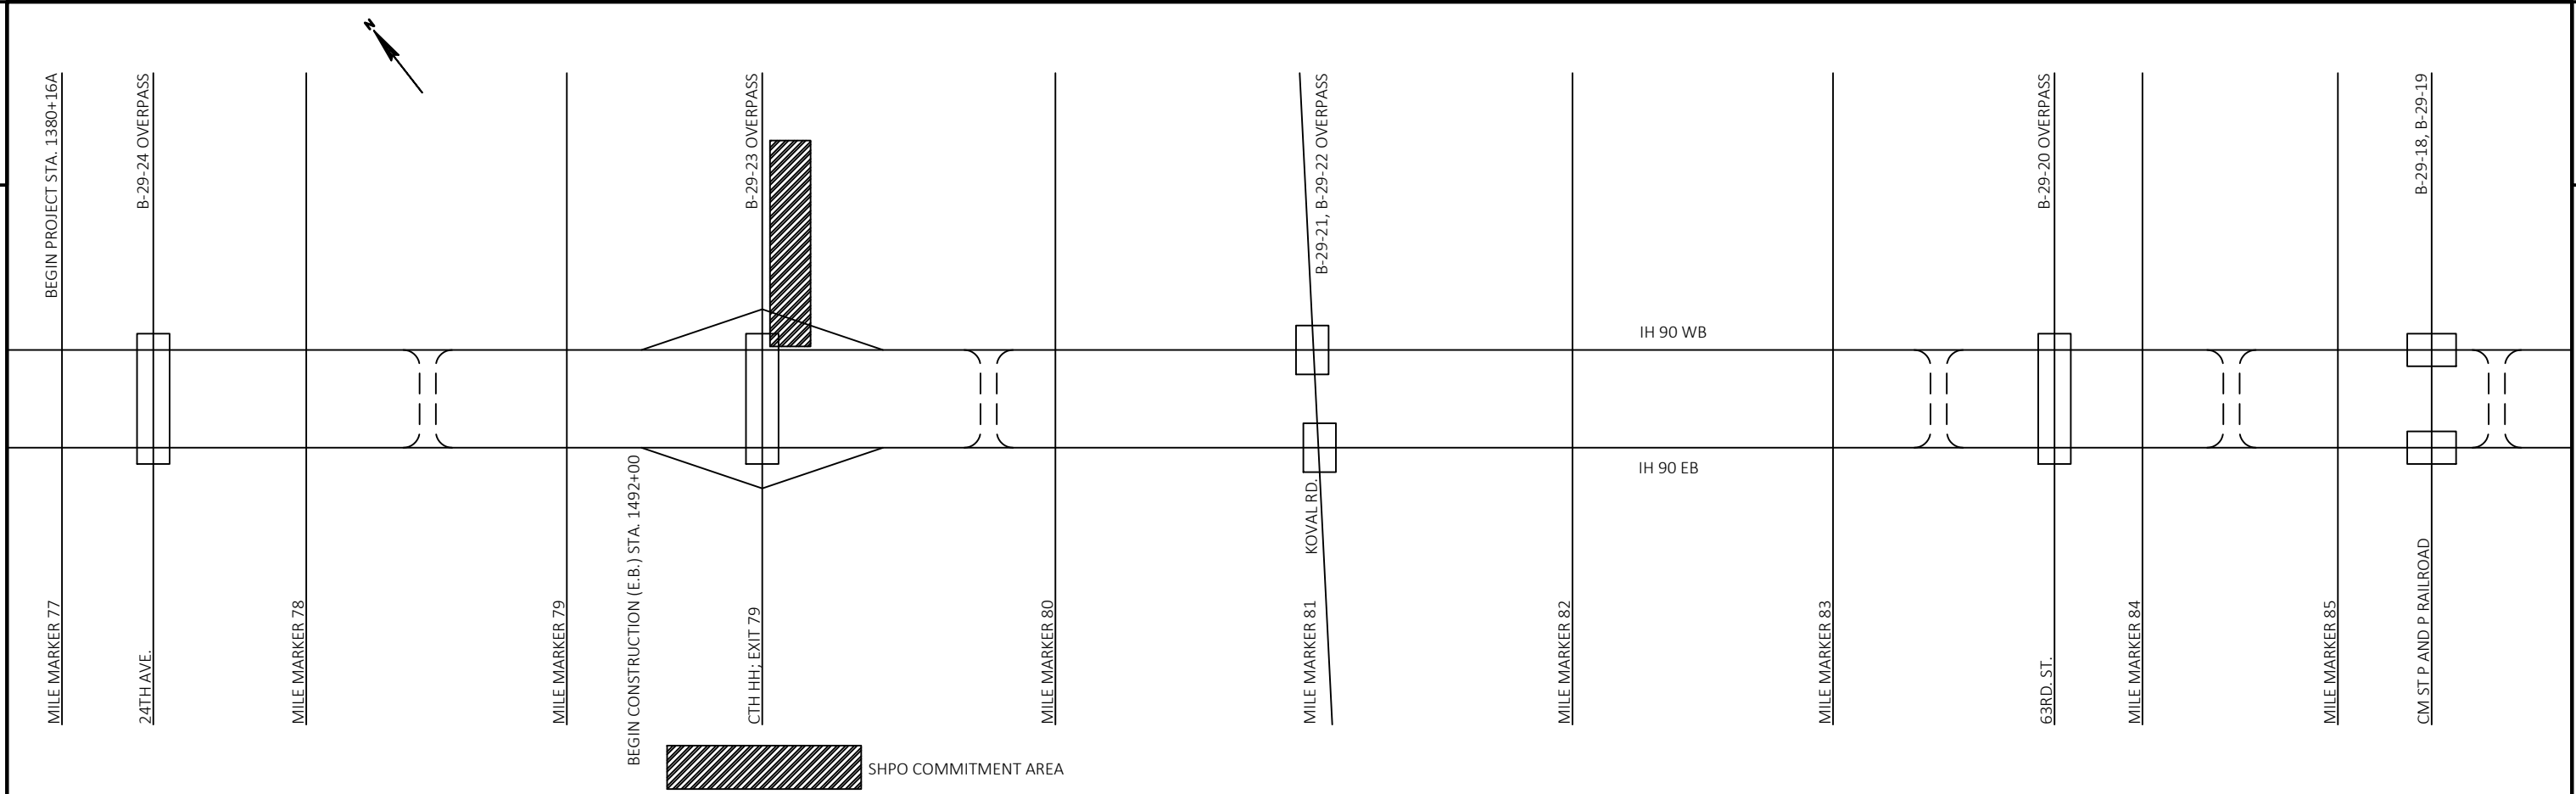 N
BEGIN PROJECT STA. 1380+16A
B-29-24 OVERPASS
B-29-23 OVERPASS
B-29-21, B-29-22 OVERPASS
B-29-20 OVERPASS
B-29-18, B-29-19
IH 90 WB
IH 90 EB
MILE MARKER 77
24TH AVE.
MILE MARKER 78
MILE MARKER 79
BEGIN CONSTRUCTION (E.B.) STA. 1492+00
CTH HH; EXIT 79
MILE MARKER 80
KOVAL RD.
MILE MARKER 81
MILE MARKER 82
MILE MARKER 83
63RD. ST.
MILE MARKER 84
MILE MARKER 85
CM ST P AND P RAILROAD
SHPO COMMITMENT AREA